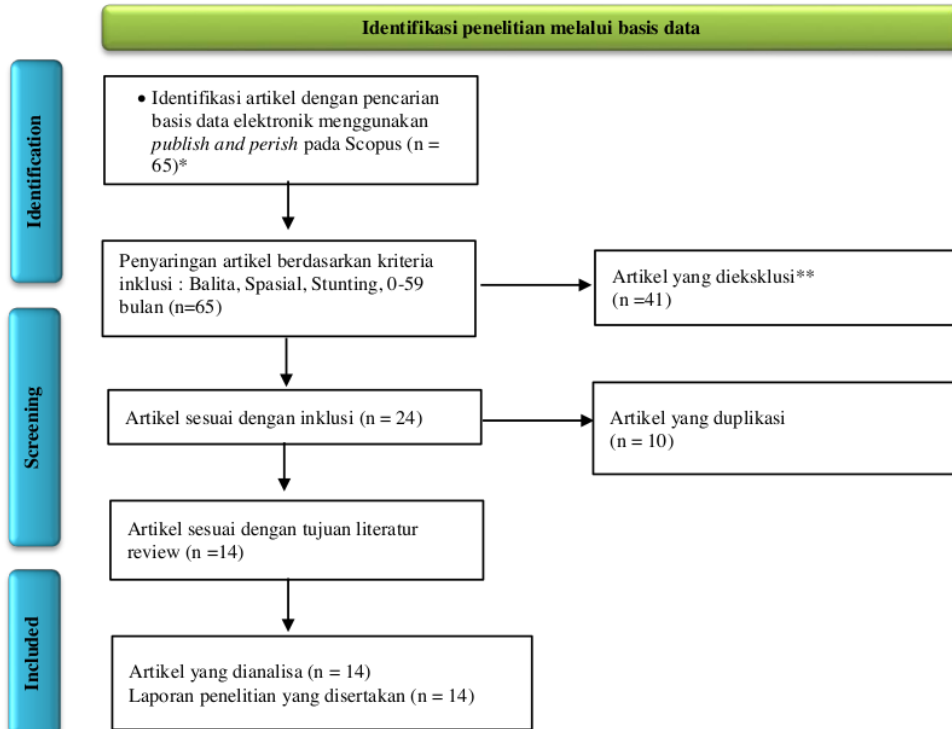 Identifikasi penelitian melalui basis data
Identification
• Identifikasi artikel dengan pencarian
basis data elektronik menggunakan
publish and perish pada Scopus (n =
65)*
Penyaringan artikel berdasarkan kriteria
inklusi : Balita, Spasial, Stunting, 0-59
bulan (n=65)
Artikel yang dieksklusi**
(n =41)
Screening
Artikel sesuai dengan inklusi (n = 24)
Artikel yang duplikasi
(n = 10)
Artikel sesuai dengan tujuan literatur
review (n =14)
Included
Artikel yang dianalisa (n = 14)
Laporan penelitian yang disertakan (n = 14)